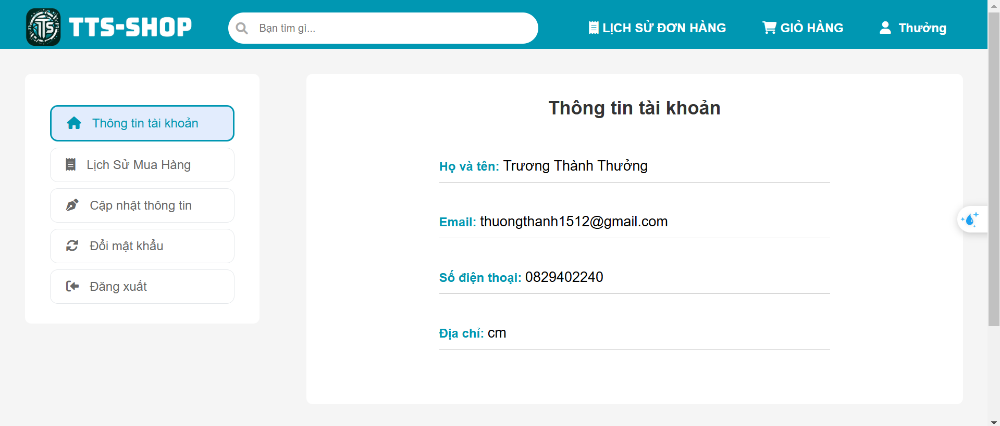 TTS
TTS-SHOP
Bạn tìm gì...
LỊCH SỬ ĐƠN HÀNG
GIỎ HÀNG
Thưởng
Thông tin tài khoản
Lịch Sử Mua Hàng
Cập nhật thông tin
Đổi mật khẩu
Đăng xuất
Thông tin tài khoản
Họ và tên: Trương Thành Thưởng
Email: thuongthanh1512@gmail.com
Số điện thoại: 0829402240
Địa chỉ: cm